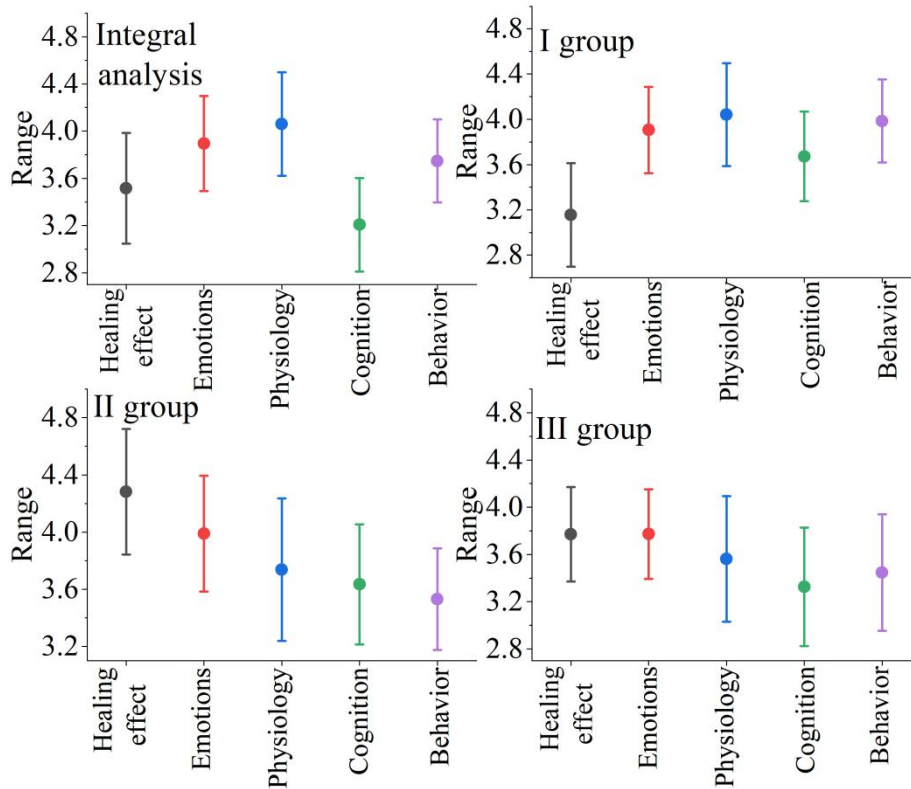 Integral
analysis
Range
4.8
4.4
4.0
3.6
3.2
2.8
Healing
effect
Emotions
Physiology
Cognition
Behavior
I group
Range
4.8
4.4
4.0
3.6
3.2
2.8
Healing
effect
Emotions
Physiology
Cognition
Behavior
II group
Range
4.8
4.4
4.0
3.6
3.2
Healing
effect
Emotions
Physiology
Cognition
Behavior
III group
Range
4.8
4.4
4.0
3.6
3.2
2.8
Healing
effect
Emotions
Physiology
Cognition
Behavior